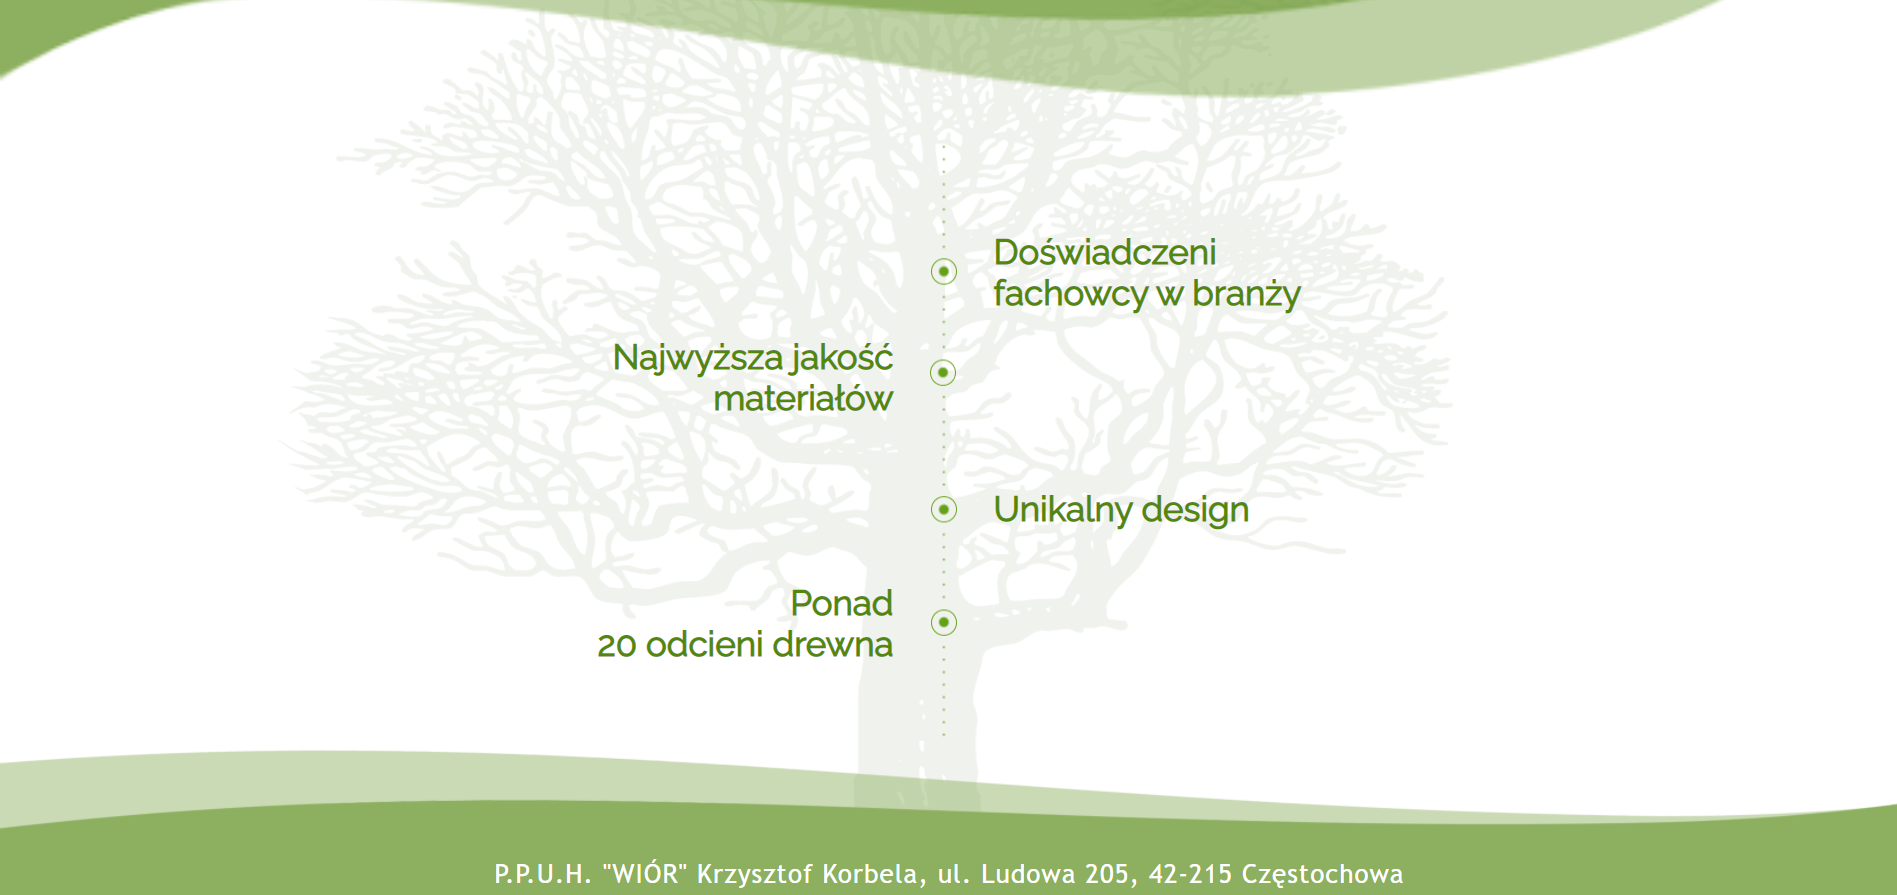 Doświadczeni
fachowcy w branży
Najwyższa jakość
materiałów
Unikalny design
Ponad
20 odcieni drewna
P.P.U.H. "WIÓR" Krzysztof Korbela, ul. Ludowa 205, 42-215 Częstochowa